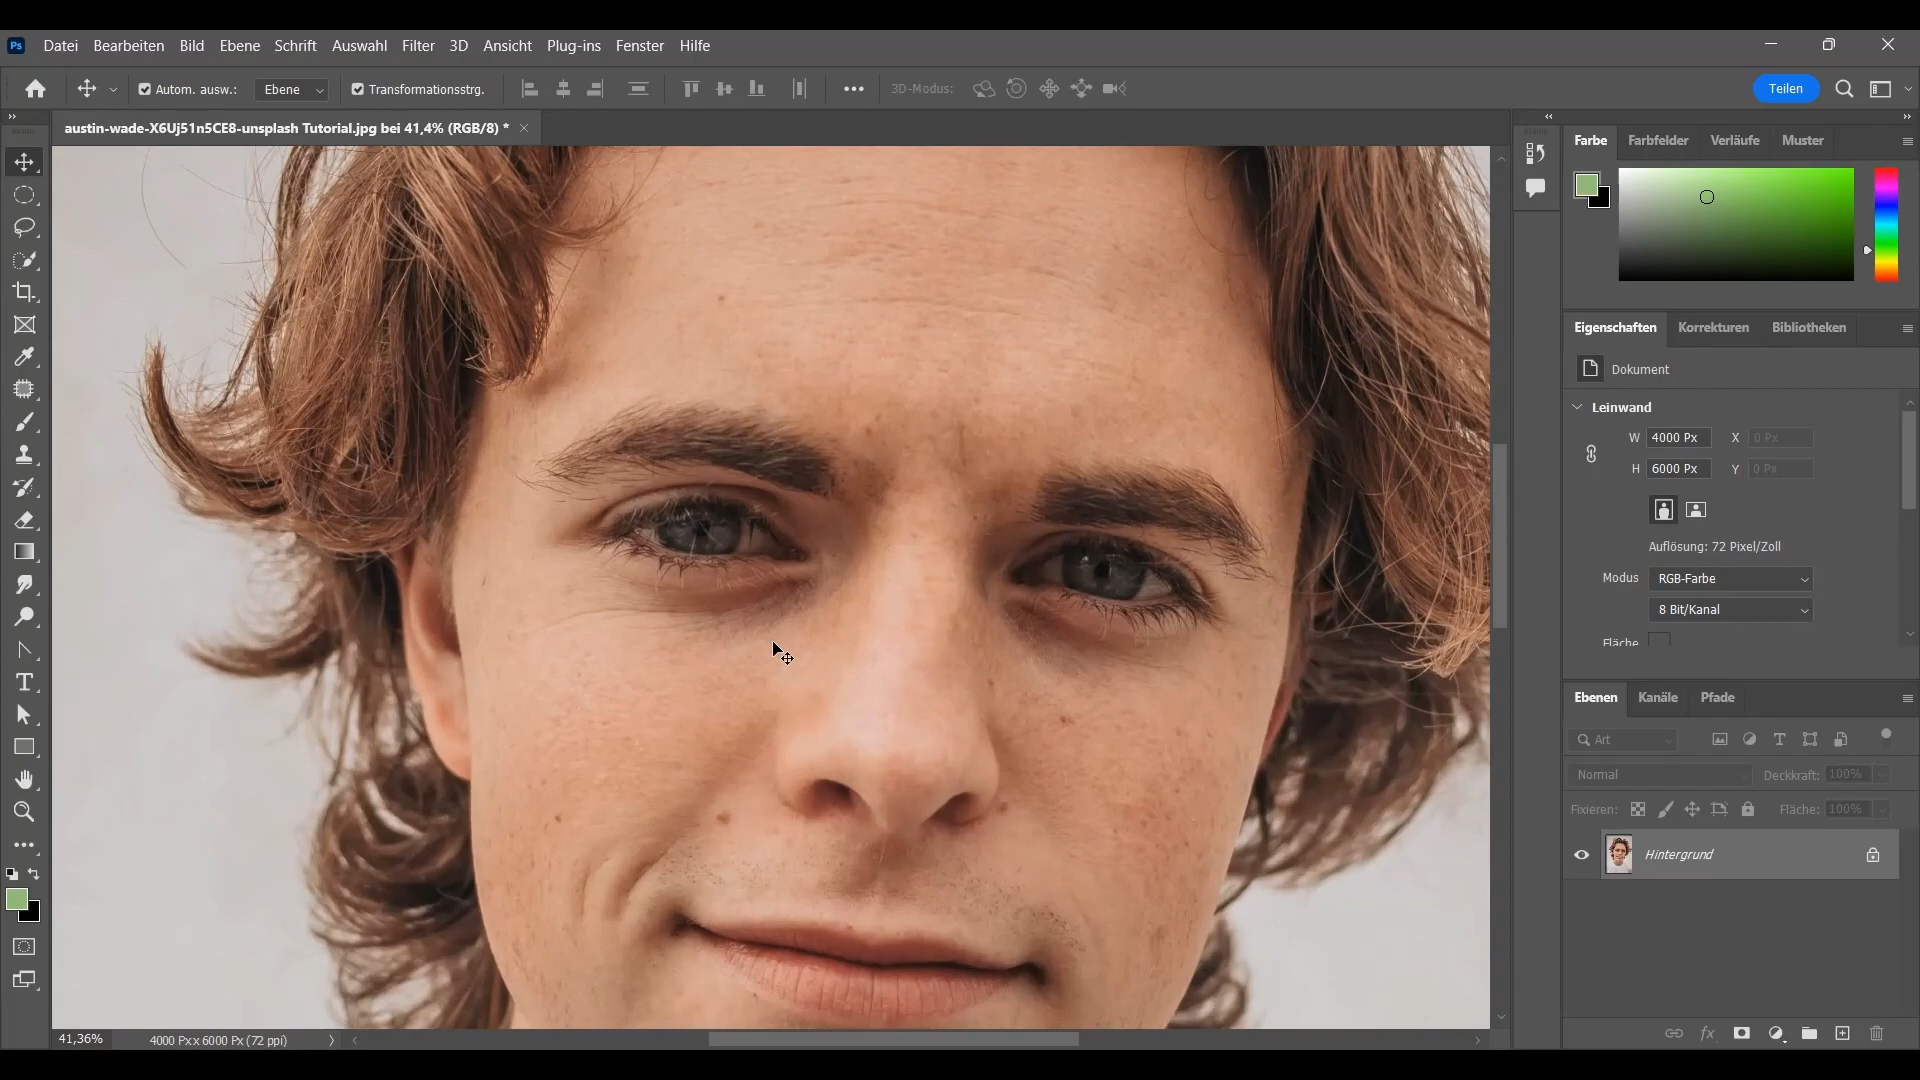 Ps Datei Bearbeiten Bild Ebene Schrift Auswahl Filter 3D Ansicht Plug-ins Fenster Hilfe
Autom. ausw.: Ebene Transformationsstrg. 3D-Modus: Teilen
austin-wade-X6Uj51n5CE8-unsplash Tutorial.jpg bei 41,4% (RGB/8) *
Farbe Farbfelder Verläufe Muster
Eigenschaften Korrekturen Bibliotheken
Dokument
Leinwand
W 4000 Px X 0 Px
H 6000 Px Y 0 Px
Auflösung: 72 Pixel/Zoll
Modus RGB-Farbe
8 Bit/Kanal
Fläche
Ebenen Kanäle Pfade
Art
Normal Deckkraft: 100%
Fixieren: Fläche: 100%
Hintergrund
fx
41,36% 4000 Px x 6000 Px (72 ppi)